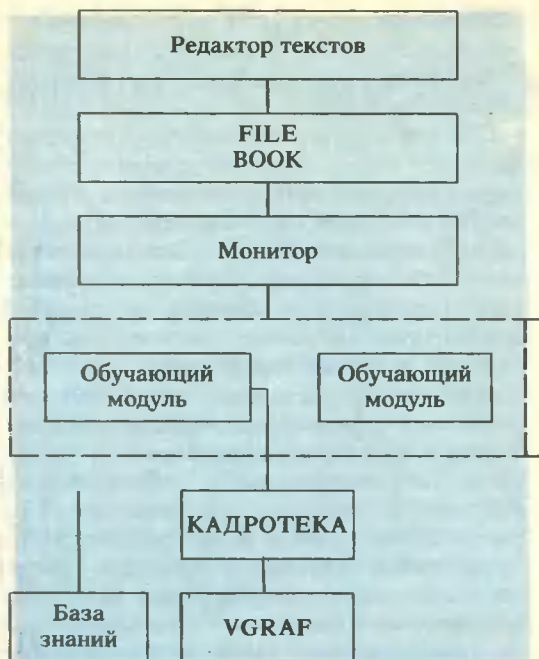 Редактор текстов
FILE
BOOK
Монитор
Обучающий
модуль
Обучающий
модуль
КАДРОТЕКА
База
знаний
VGRAF